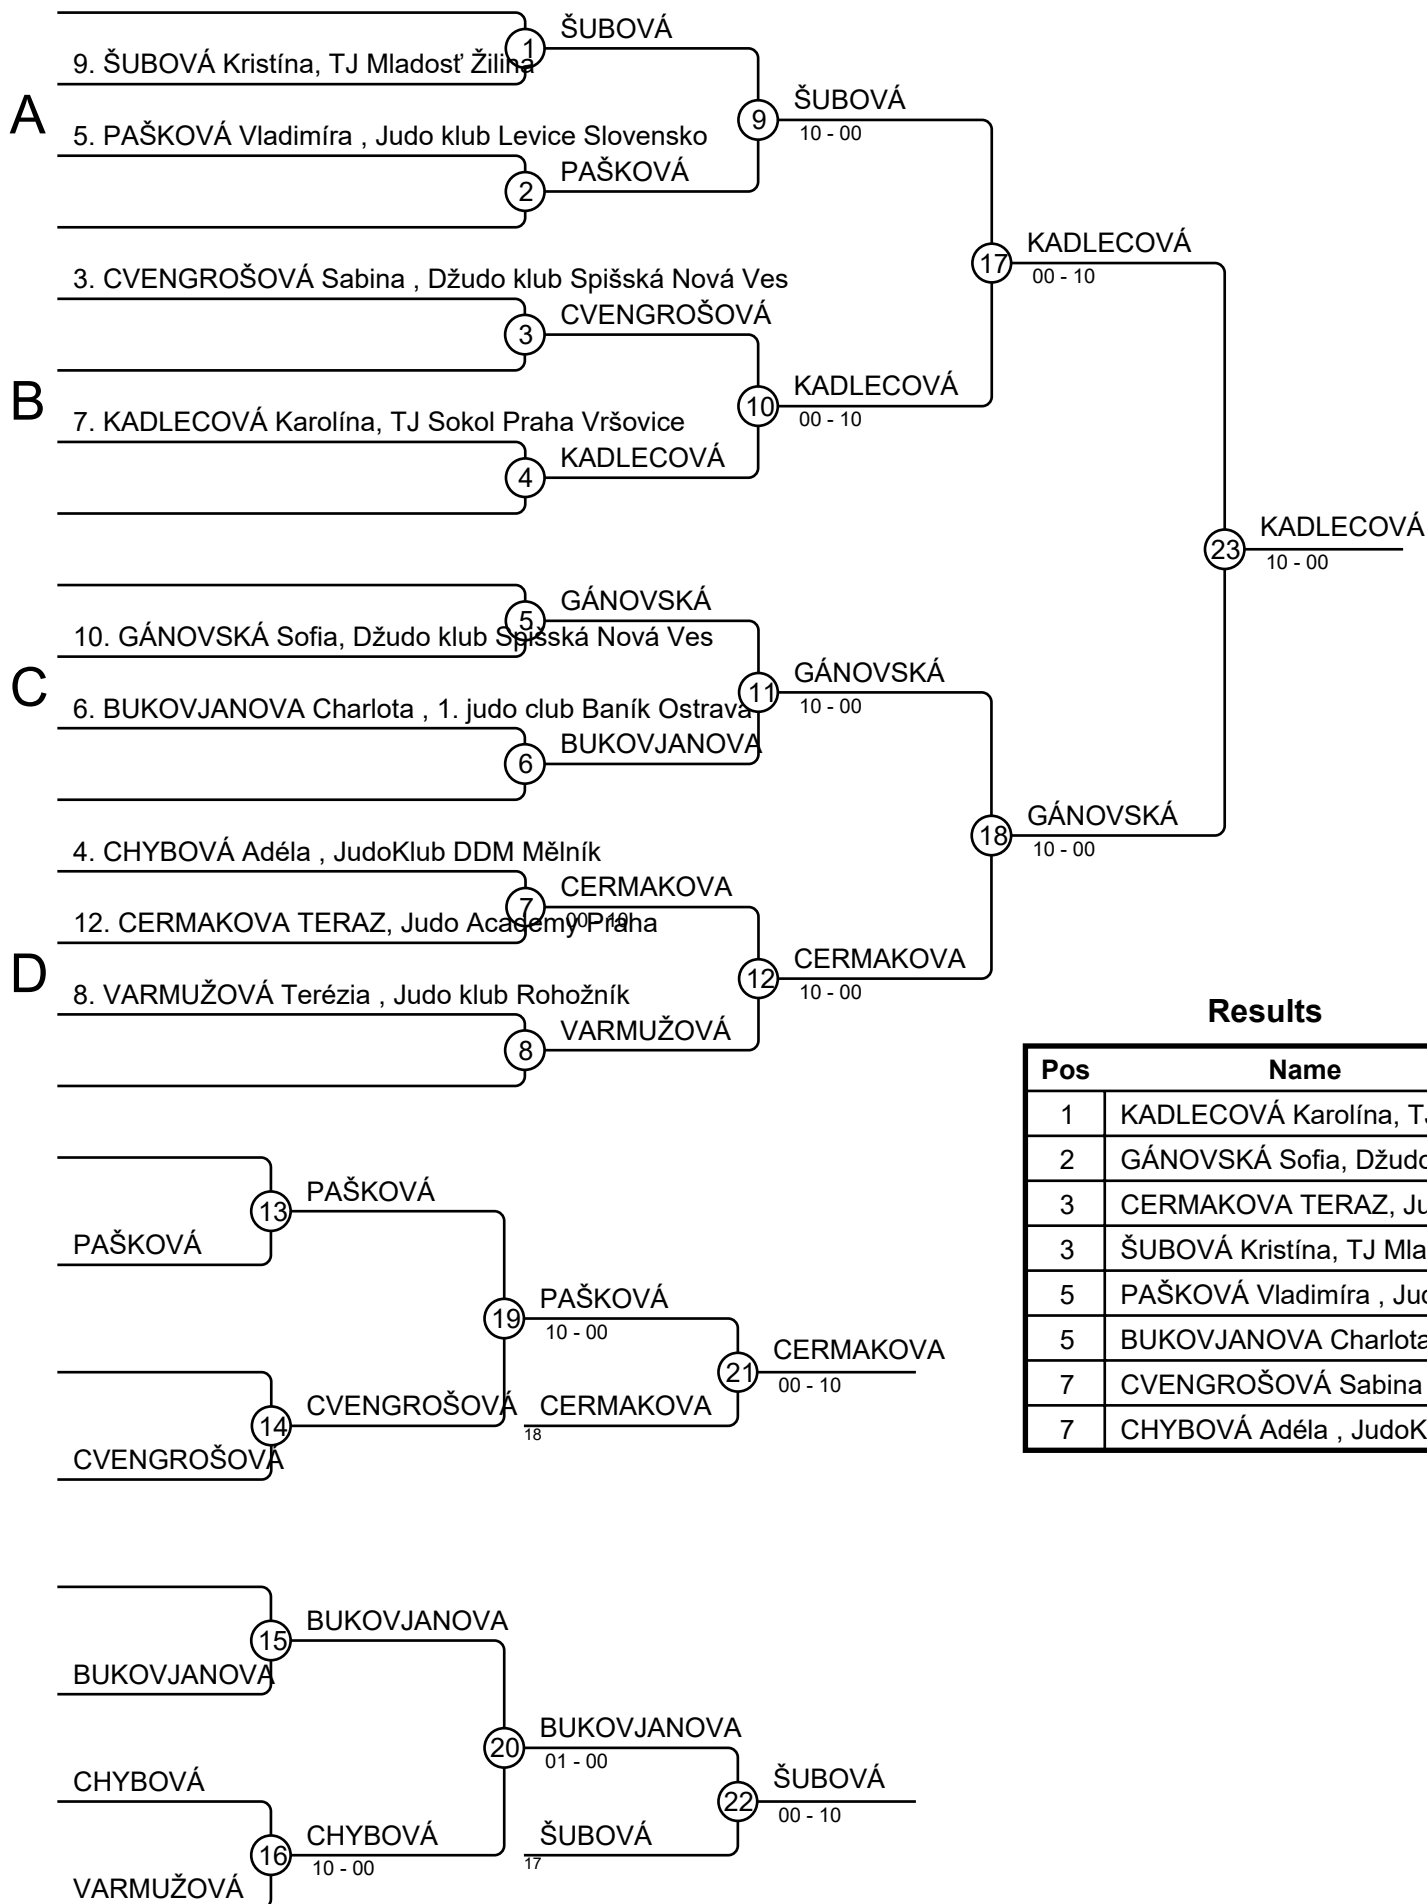 ŠUBOVÁ
1
9. ŠUBOVÁ Kristína, TJ Mladosť Žilina
ŠUBOVÁ
9
10 - 00
A
5. PAŠKOVÁ Vladimíra , Judo klub Levice Slovensko
PAŠKOVÁ
2
KADLECOVÁ
17
00 - 10
3. CVENGROŠOVÁ Sabina , Džudo klub Spišská Nová Ves
CVENGROŠOVÁ
3
KADLECOVÁ
10
00 - 10
B
7. KADLECOVÁ Karolína, TJ Sokol Praha Vršovice
KADLECOVÁ
4
KADLECOVÁ
23
10 - 00
GÁNOVSKÁ
5
10. GÁNOVSKÁ Sofia, Džudo klub Spišská Nová Ves
GÁNOVSKÁ
11
10 - 00
C
6. BUKOVJANOVA Charlota , 1. judo club Baník Ostrava
BUKOVJANOVA
6
GÁNOVSKÁ
18
10 - 00
4. CHYBOVÁ Adéla , JudoKlub DDM Mělník
CERMAKOVA
7
00 - 10
12. CERMAKOVA TERAZ, Judo Academy Praha
CERMAKOVA
12
10 - 00
D
8. VARMUŽOVÁ Terézia , Judo klub Rohožník
VARMUŽOVÁ
8
Results
Pos Name
1 KADLECOVÁ Karolína, TJ
2 GÁNOVSKÁ Sofia, Džudo
3 CERMAKOVA TERAZ, Ju
3 ŠUBOVÁ Kristína, TJ Mla
5 PAŠKOVÁ Vladimíra , Jud
5 BUKOVJANOVA Charlota
7 CVENGROŠOVÁ Sabina
7 CHYBOVÁ Adéla , JudoK
PAŠKOVÁ
13
PAŠKOVÁ
PAŠKOVÁ
19
10 - 00
CERMAKOVA
21
00 - 10
CVENGROŠOVÁ
14
CERMAKOVA
18
CVENGROŠOVÁ
BUKOVJANOVA
15
BUKOVJANOVA
BUKOVJANOVA
20
01 - 00
CHYBOVÁ
ŠUBOVÁ
22
00 - 10
CHYBOVÁ
16
10 - 00
ŠUBOVÁ
17
VARMUŽOVÁ